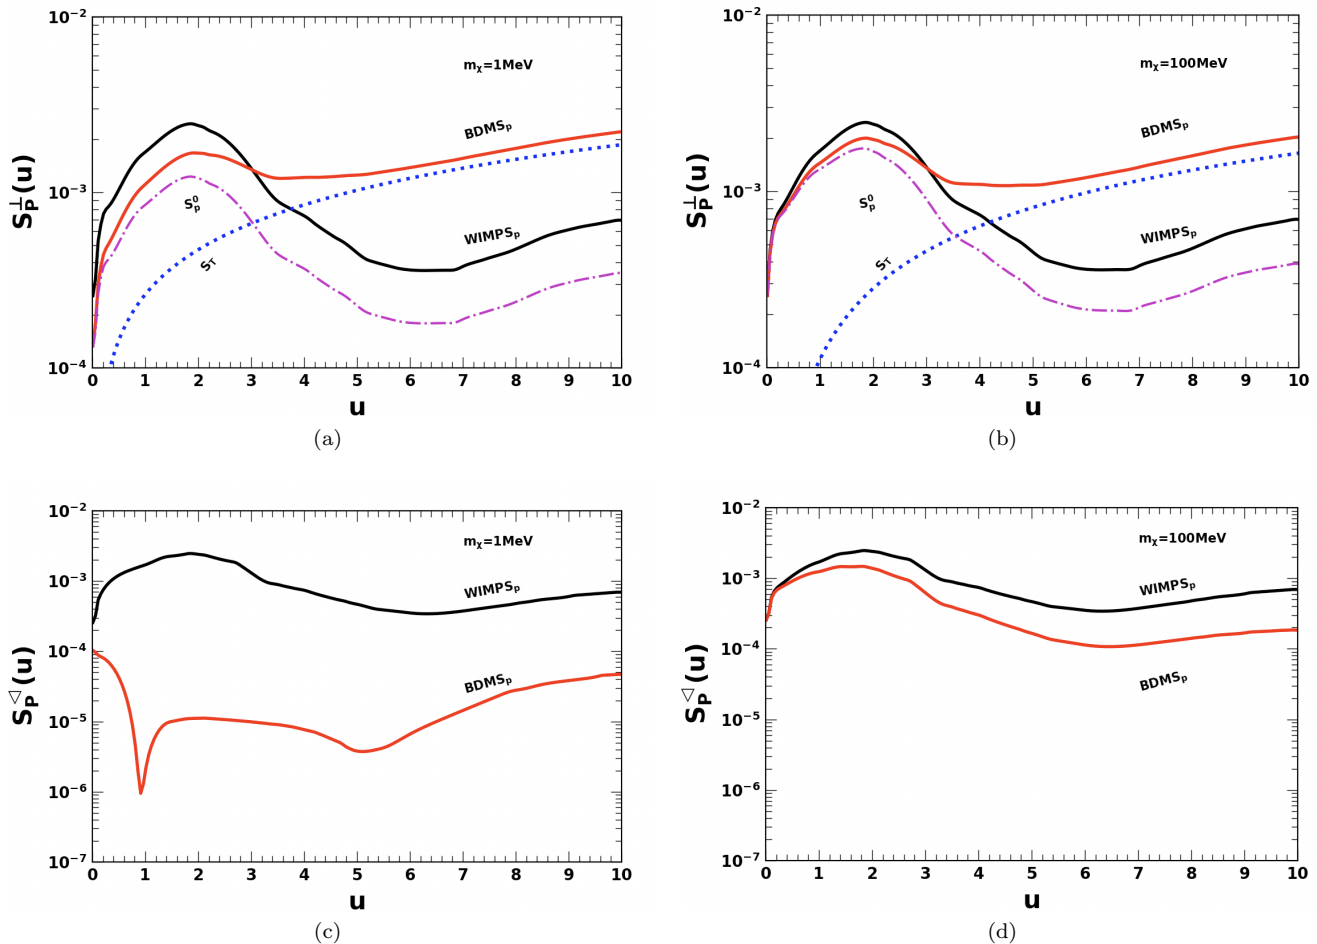 10⁻²
10⁻³
10⁻⁴
S_P^⊥(u)
m_χ=1MeV
BDMS_p
S_p^0
S_T
WIMPS_p
0 1 2 3 4 5 6 7 8 9 10
u
(a)
10⁻²
10⁻³
10⁻⁴
S_P^⊥(u)
m_χ=100MeV
BDMS_p
S_p^0
S_T
WIMPS_p
0 1 2 3 4 5 6 7 8 9 10
u
(b)
10⁻²
10⁻³
10⁻⁴
10⁻⁵
10⁻⁶
10⁻⁷
S_P^◁(u)
m_χ=1MeV
WIMPS_p
BDMS_p
0 1 2 3 4 5 6 7 8 9 10
u
(c)
10⁻²
10⁻³
10⁻⁴
10⁻⁵
10⁻⁶
10⁻⁷
S_P^◁(u)
m_χ=100MeV
WIMPS_p
BDMS_p
0 1 2 3 4 5 6 7 8 9 10
u
(d)